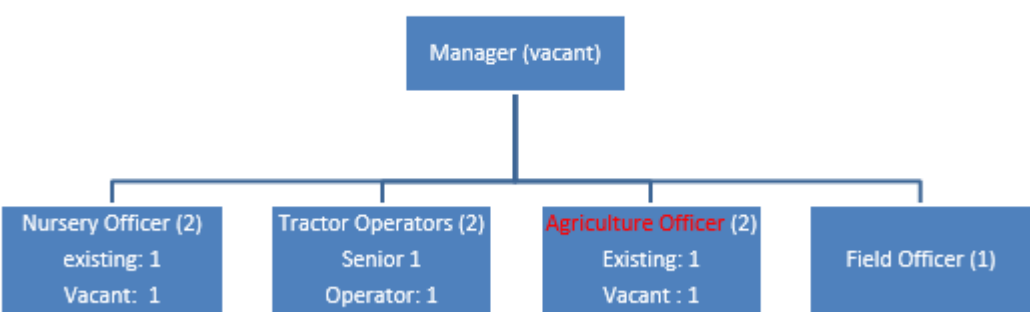 Manager (vacant)
Nursery Officer (2)
existing: 1
Vacant: 1
Tractor Operators (2)
Senior 1
Operator: 1
Agriculture Officer (2)
Existing: 1
Vacant : 1
Field Officer (1)